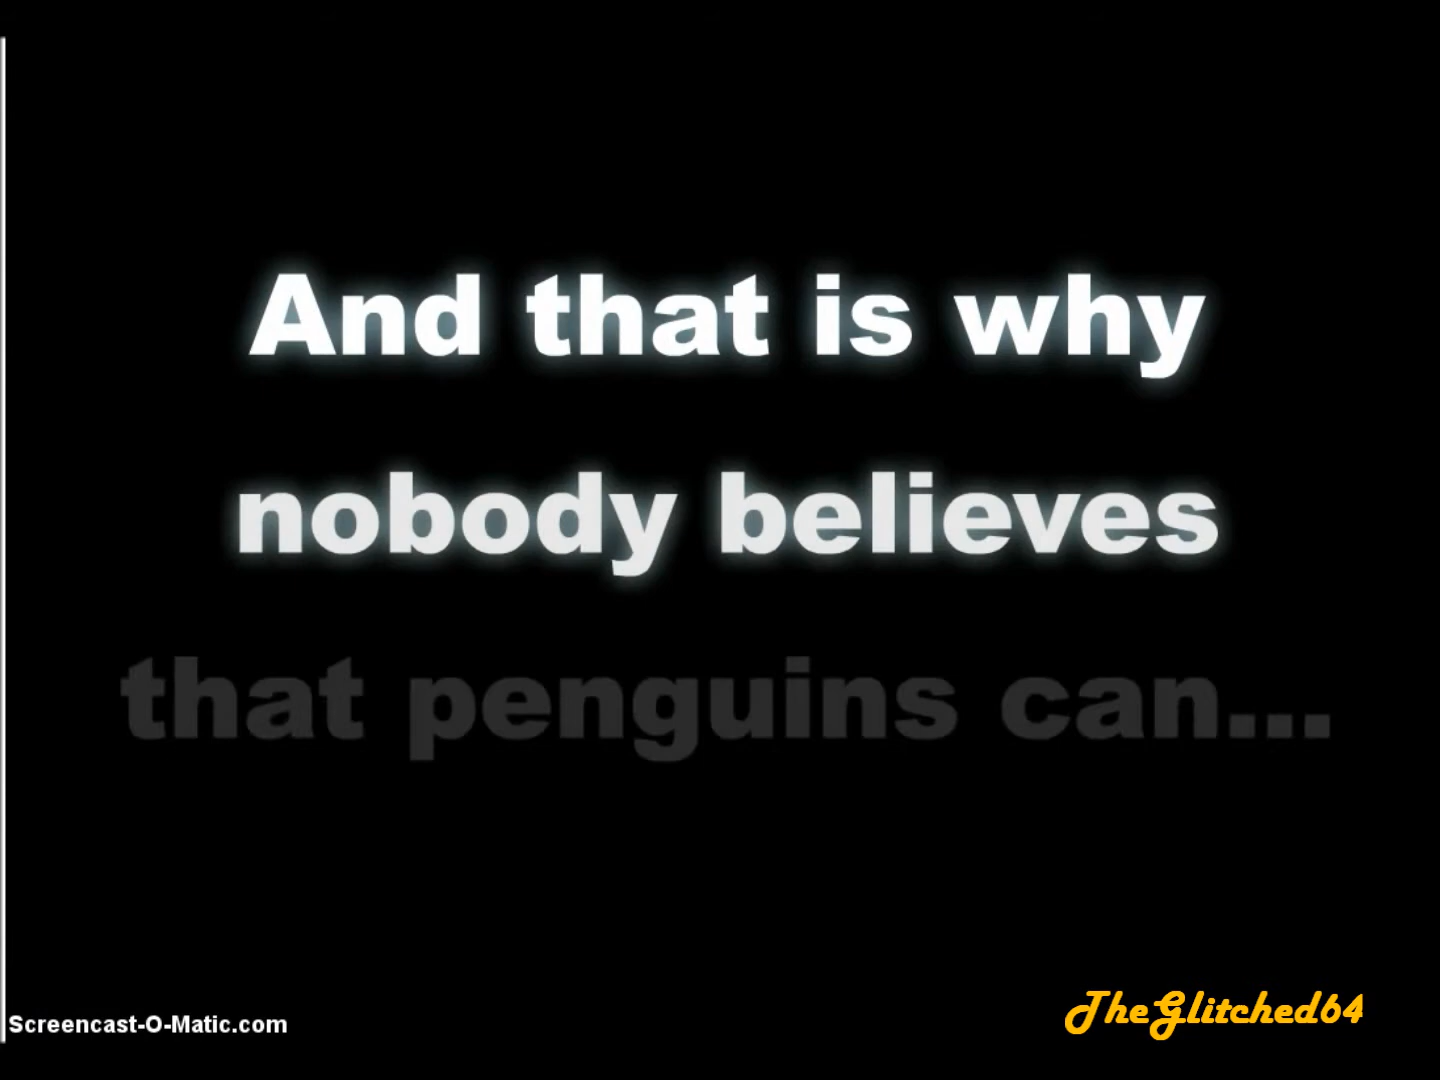 And that is why
nobody believes
that penguins can...
Screencast-O-Matic.com
TheGlitched64